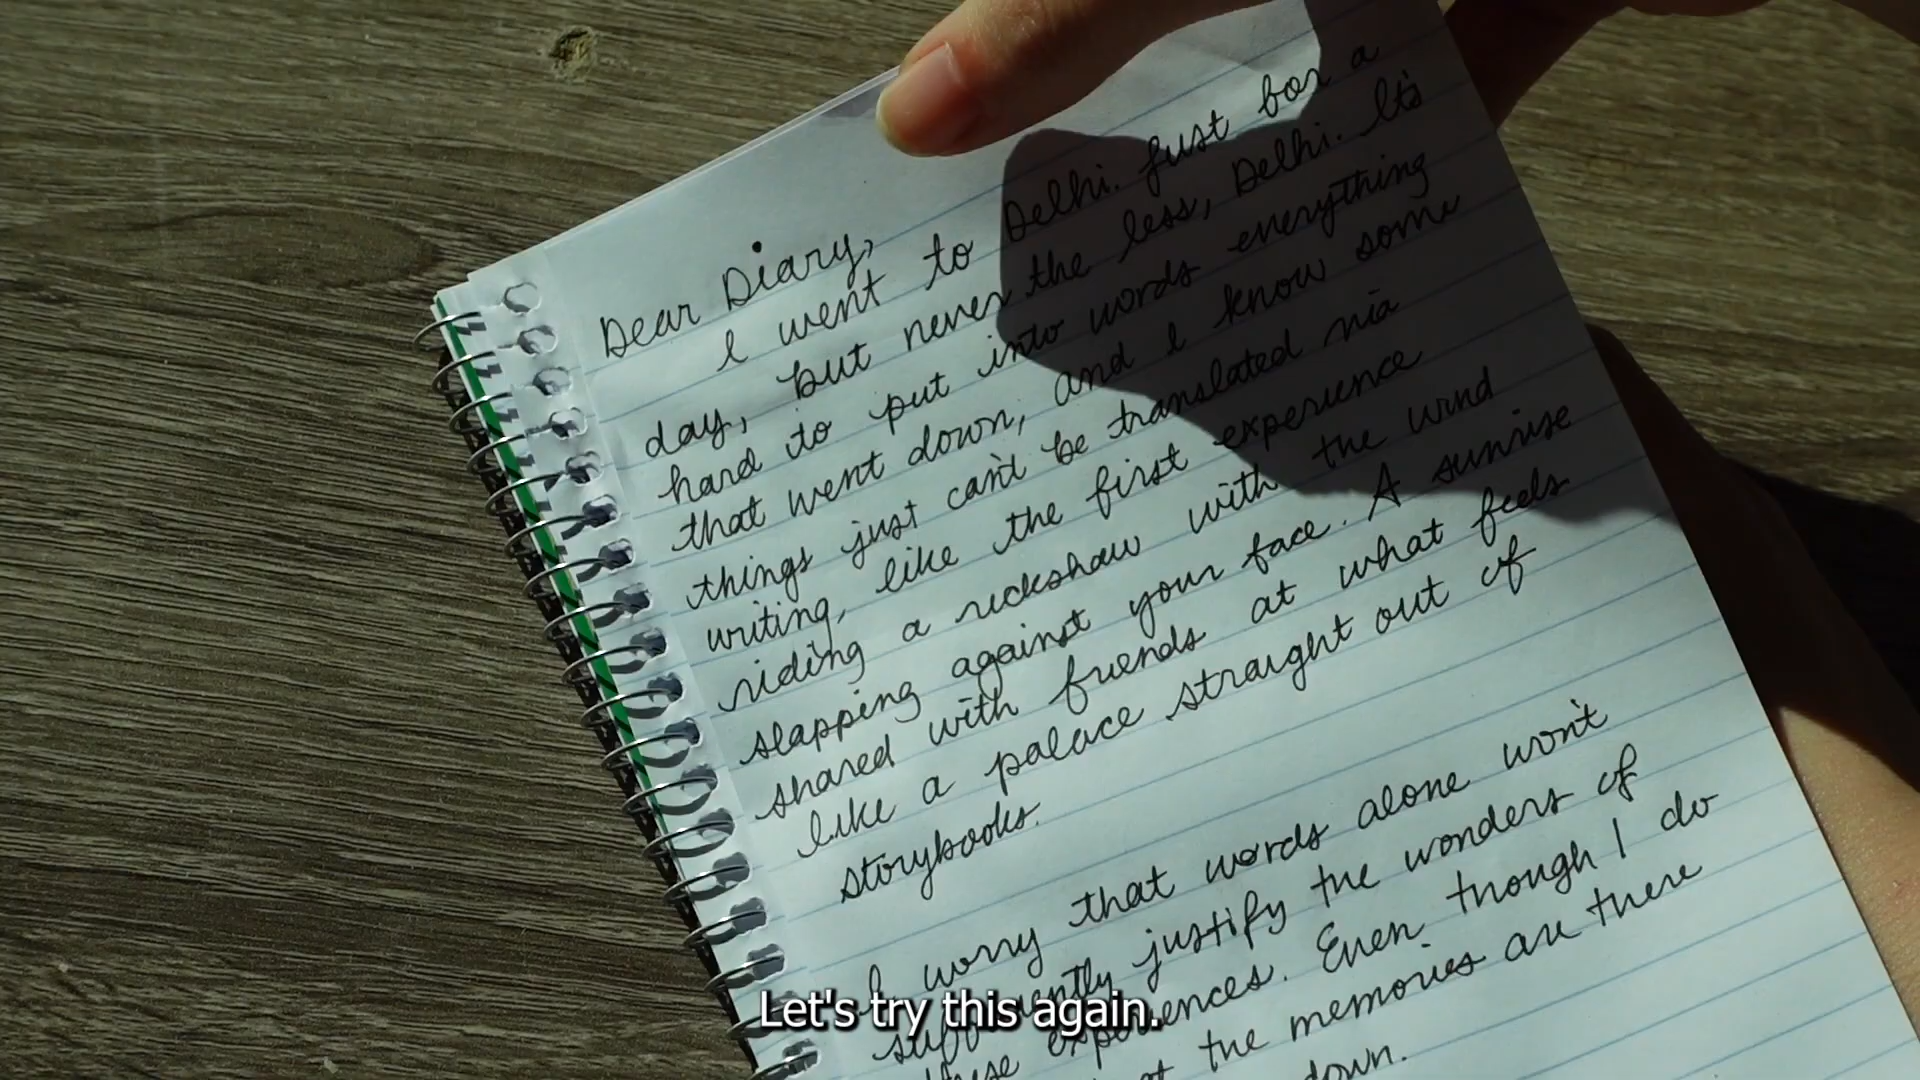 Dear Diary,
I went to Delhi. Just for a
day, but never the less, Delhi. It's
hard to put into words everything
that went down, and I know some
things just can't be translated via
writing, like the first experience
riding a rickshaw with the wind
slapping against your face. A sunrise
shared with friends at what feels
like a palace straight out of
storybooks.
I worry that words alone won't
sufficiently justify the wonders of
these experiences. Even though I do
the memories are there
down.
Let's try this again.